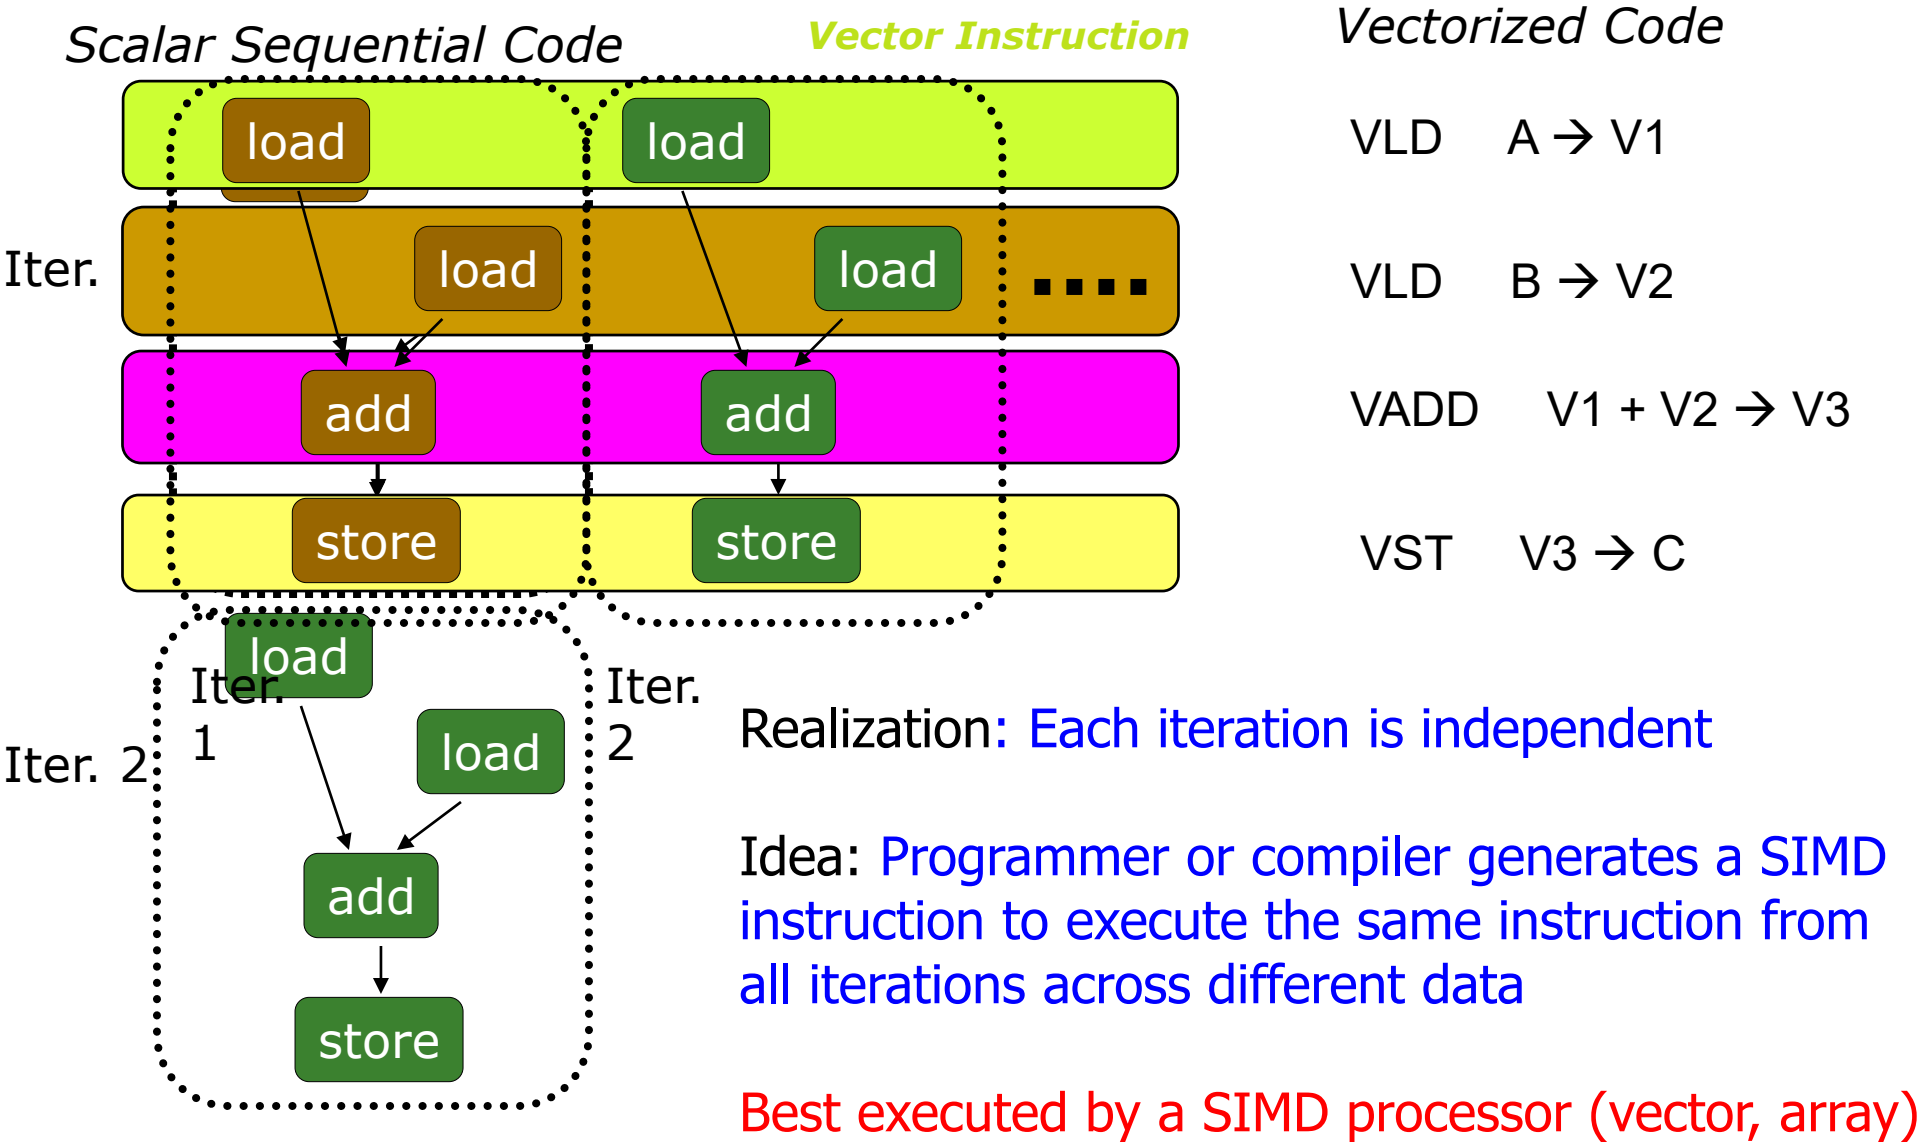 Scalar Sequential Code
Vector Instruction
Vectorized Code
load
load
VLD A → V1
Iter.
load
load
....
VLD B → V2
add
add
VADD V1 + V2 → V3
store
store
VST V3 → C
load
Iter.
1
Iter.
2
Iter. 2
load
add
store
Realization: Each iteration is independent
Idea: Programmer or compiler generates a SIMD
instruction to execute the same instruction from
all iterations across different data
Best executed by a SIMD processor (vector, array)